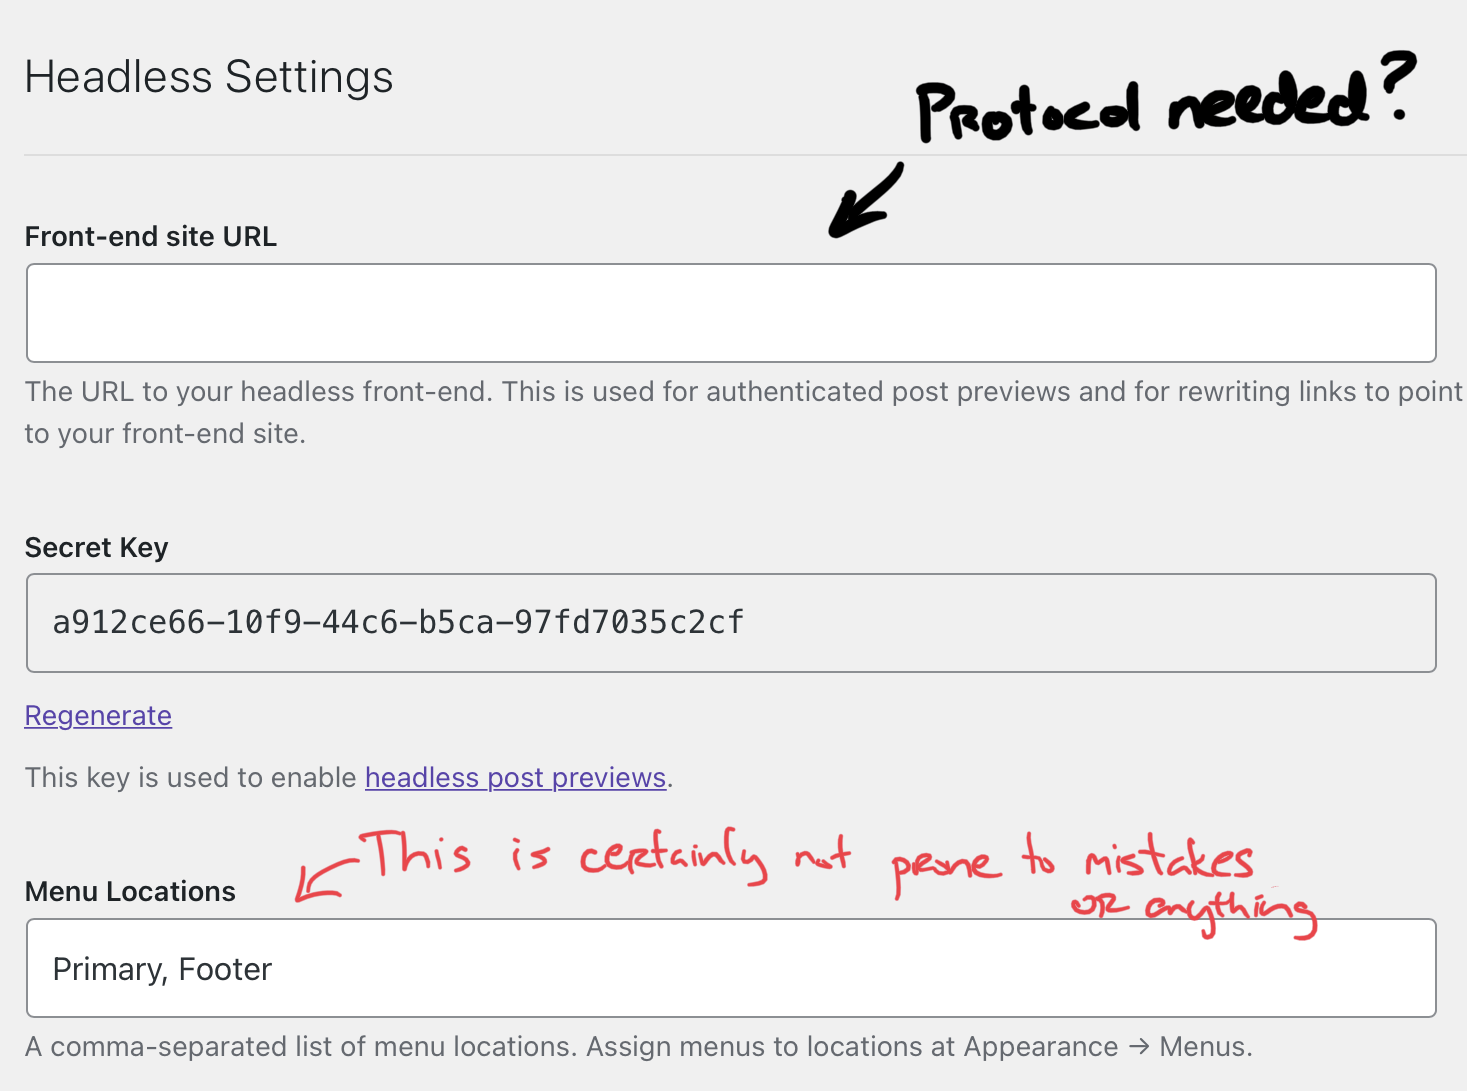 Headless Settings
Protocol needed?
Front-end site URL
The URL to your headless front-end. This is used for authenticated post previews and for rewriting links to point
to your front-end site.
Secret Key
a912ce66-10f9-44c6-b5ca-97fd7035c2cf
Regenerate
This key is used to enable headless post previews.
This is certainly not prone to mistakes
or anything
Menu Locations
Primary, Footer
A comma-separated list of menu locations. Assign menus to locations at Appearance → Menus.